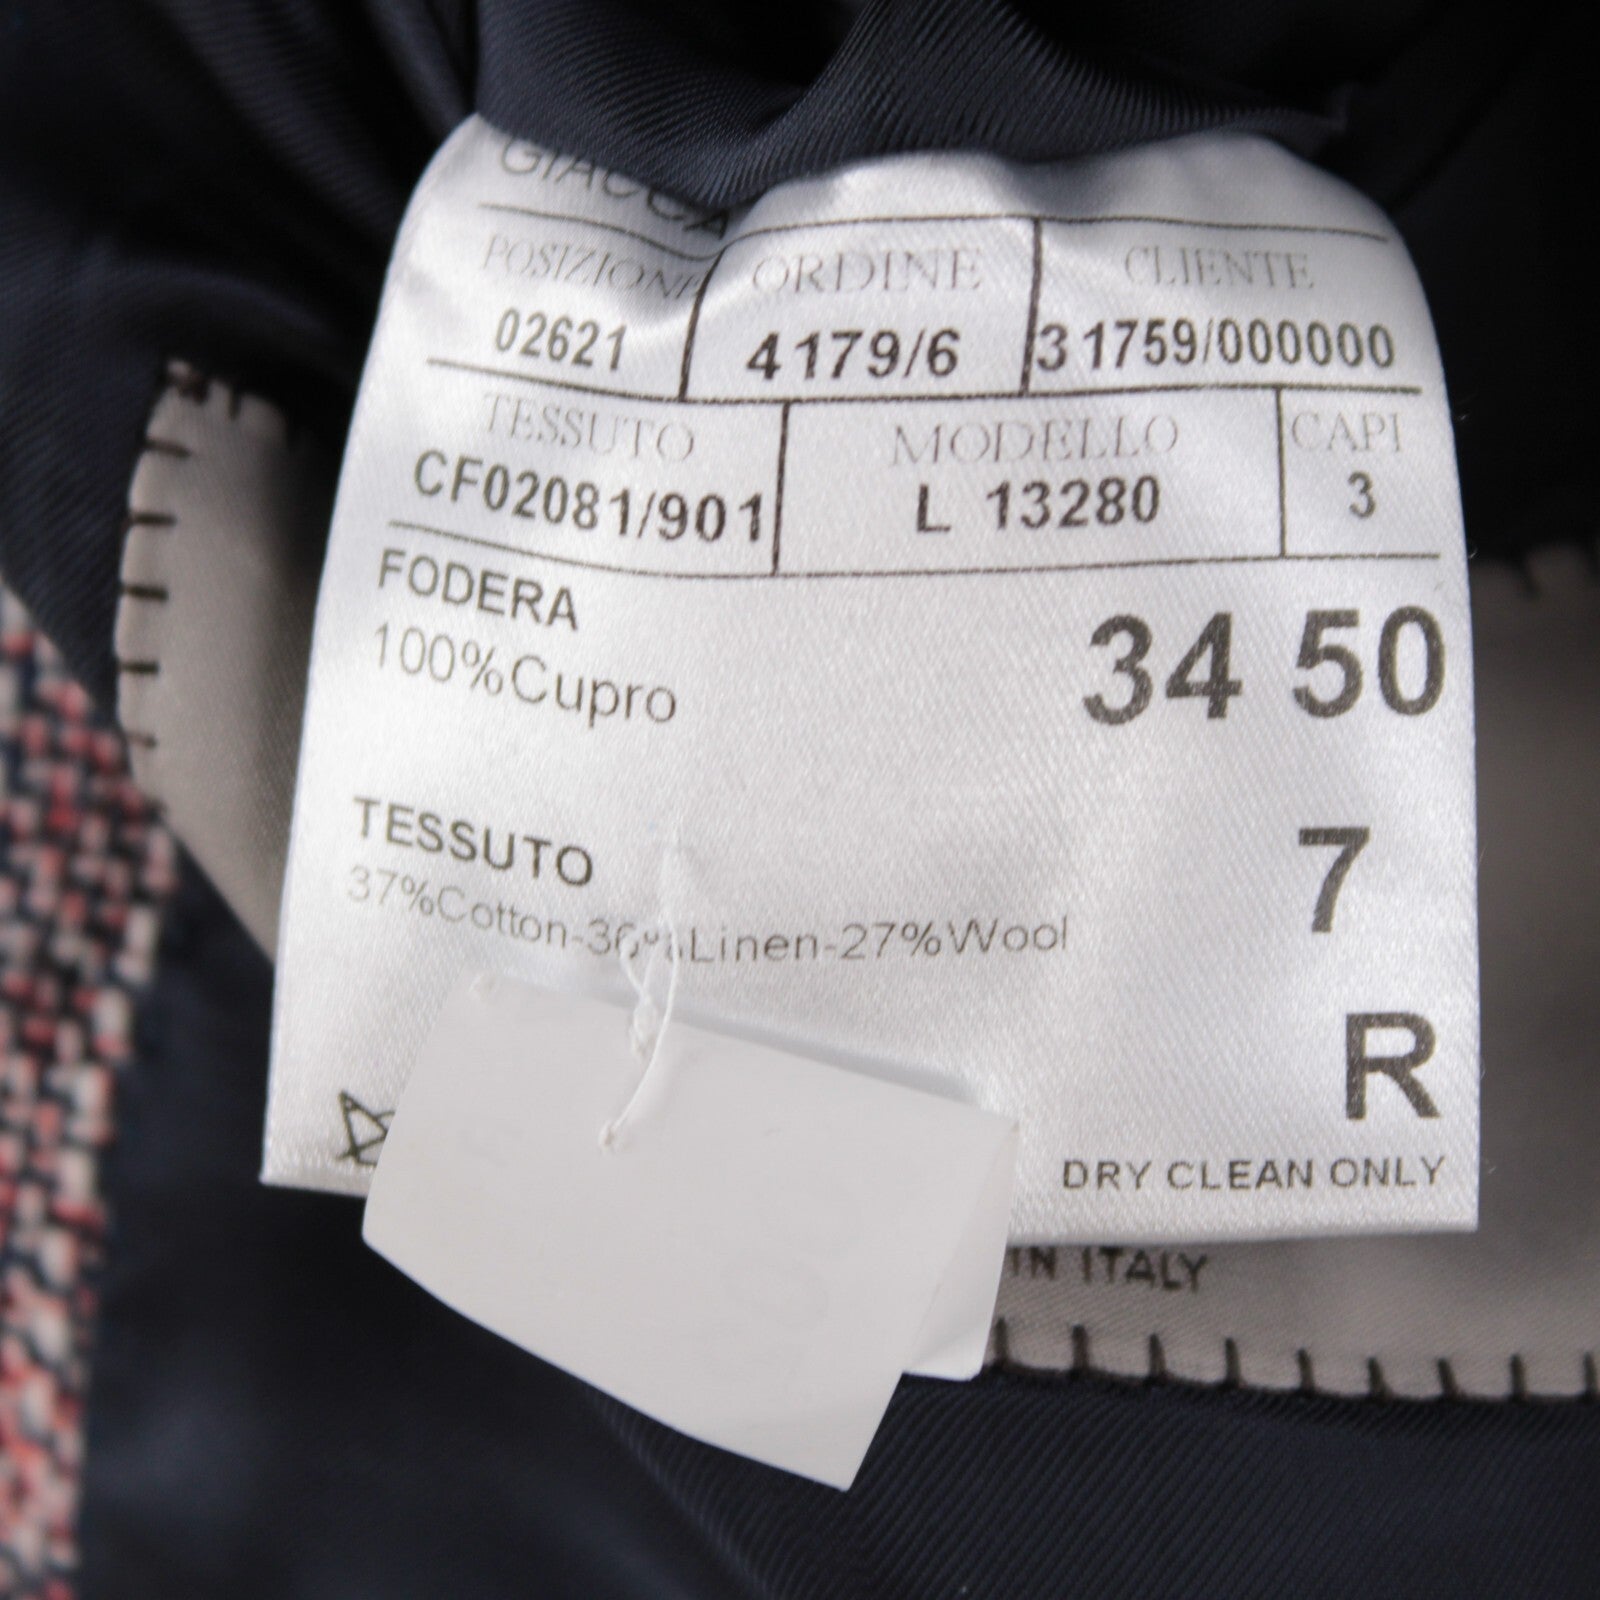 GIACCA
POSIZIONE ORDINE CLIENTE
02621 4179/6 31759/000000
TESSUTO MODELLO CAPI
CF02081/901 L 13280 3
FODERA
100%Cupro
34 50
TESSUTO
37%Cotton-36%Linen-27%Wool
7
R
DRY CLEAN ONLY
IN ITALY